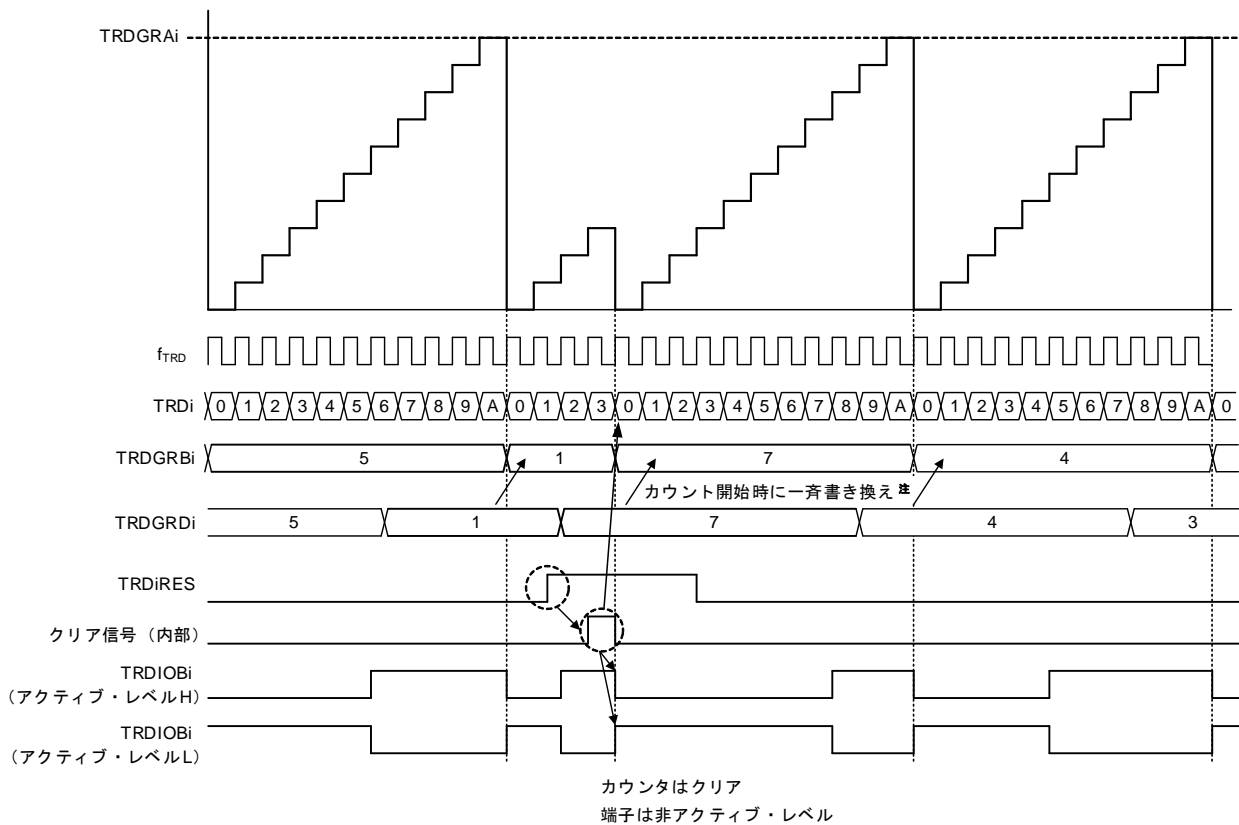 TRDGRAi
fTRD
TRDi 0 1 2 3 4 5 6 7 8 9 A 0 1 2 3 0 1 2 3 4 5 6 7 8 9 A 0 1 2 3 4 5 6 7 8 9 A 0
TRDGRBi 5 1 7 4
カウント開始時に一斉書き換え注
TRDGRDi 5 1 7 4 3
TRDiRES
クリア信号（内部）
TRDIOBi
（アクティブ・レベルH）
TRDIOBi
（アクティブ・レベルL）
カウンタはクリア
端子は非アクティブ・レベル